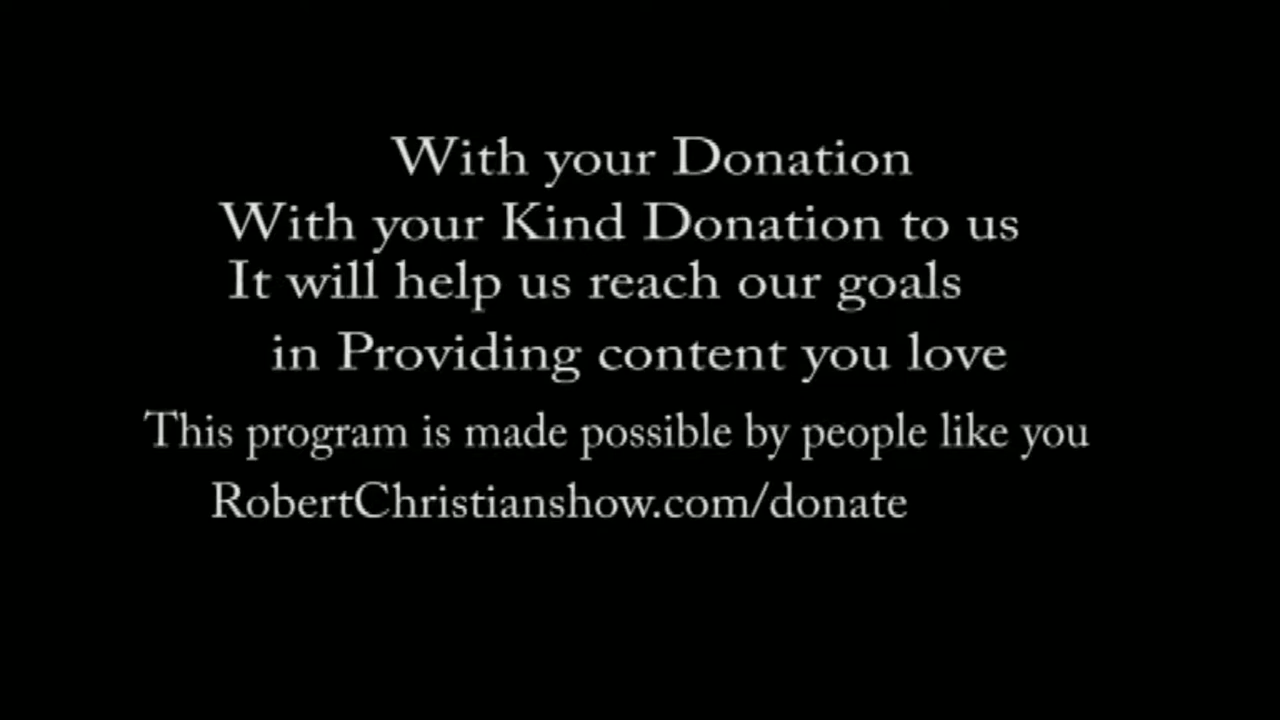 With your Donation
With your Kind Donation to us
It will help us reach our goals
in Providing content you love
This program is made possible by people like you
RobertChristianshow.com/donate